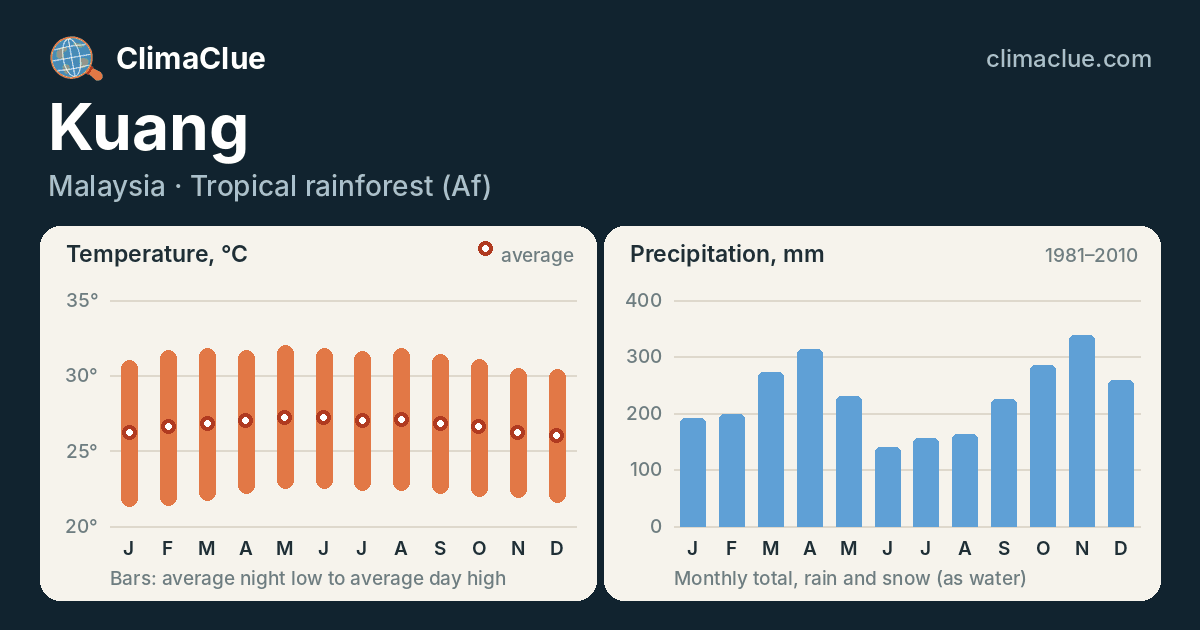 ClimaClue
climaclue.com
Kuang
Malaysia · Tropical rainforest (Af)
Temperature, °C
average
35°
30°
25°
20°
J F M A M J J A S O N D
Bars: average night low to average day high
Precipitation, mm
1981–2010
400
300
200
100
0
J F M A M J J A S O N D
Monthly total, rain and snow (as water)